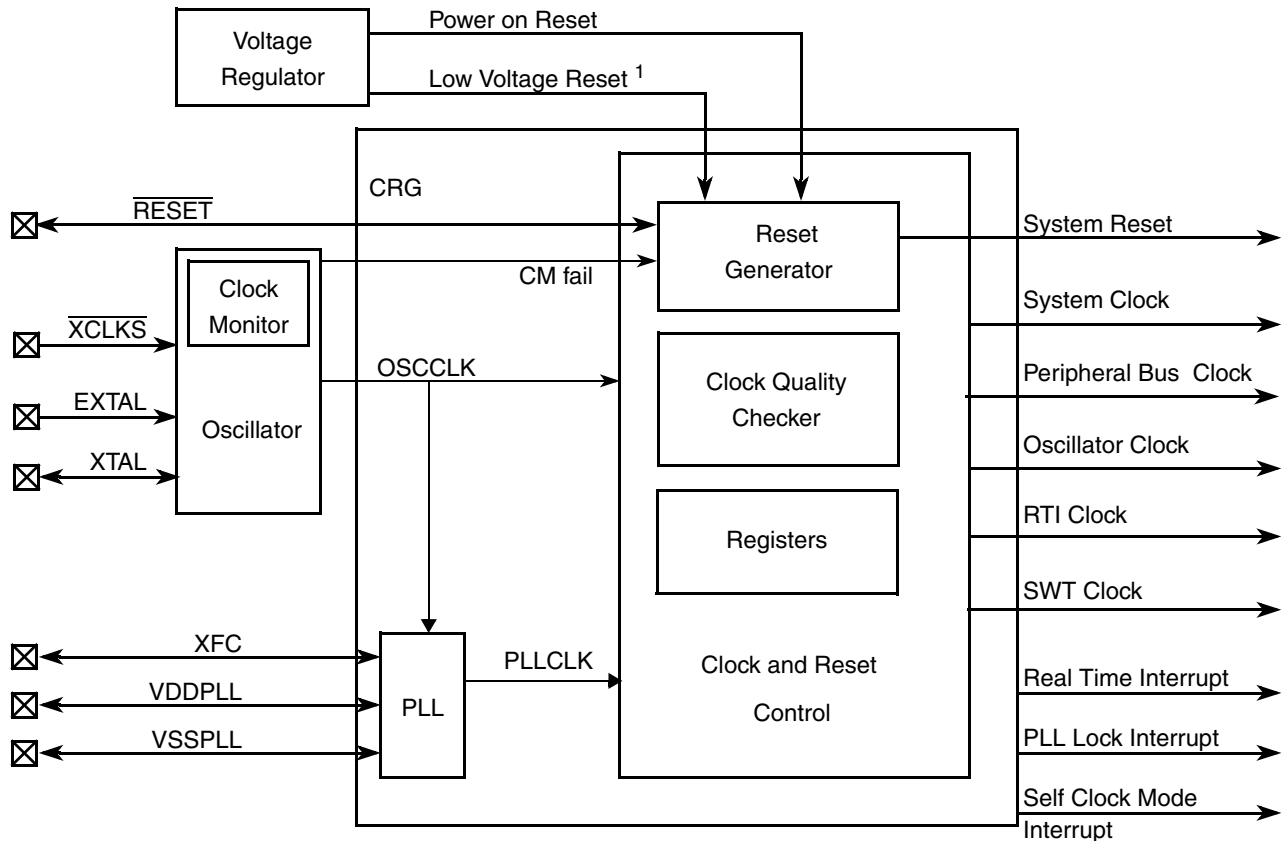 Power on Reset
Voltage
Regulator
Low Voltage Reset 1
CRG
RESET
Reset
Generator
System Reset
CM fail
Clock
Monitor
System Clock
XCLKS
OSCCLK
Clock Quality
Checker
Peripheral Bus Clock
EXTAL
Oscillator
Oscillator Clock
XTAL
RTI Clock
Registers
SWT Clock
XFC
PLLCLK
Clock and Reset
Control
Real Time Interrupt
VDDPLL
PLL
PLL Lock Interrupt
VSSPLL
Self Clock Mode
Interrupt